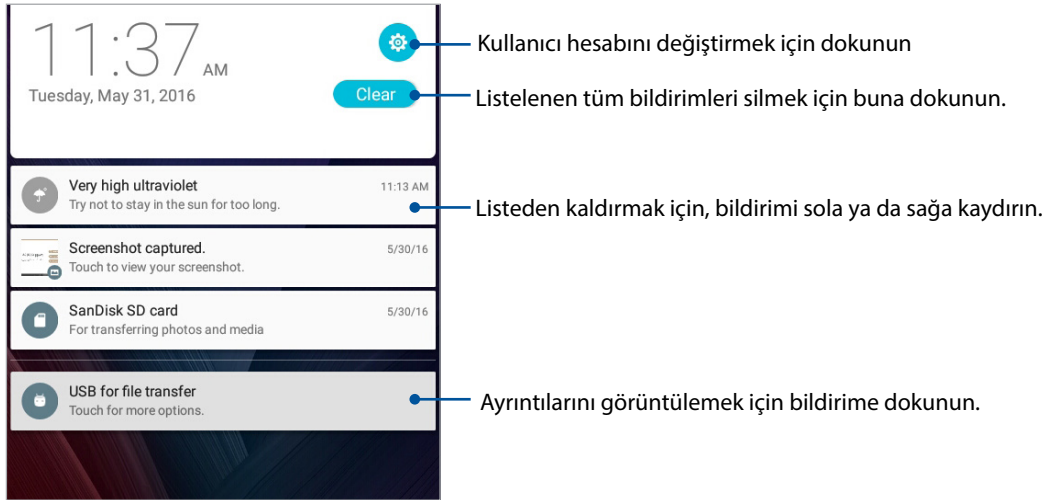 11:37 AM
Kullanıcı hesabını değiştirmek için dokunun
Tuesday, May 31, 2016
Clear
Listelenen tüm bildirimleri silmek için buna dokunun.
Very high ultraviolet
11:13 AM
Try not to stay in the sun for too long.
Listeden kaldırmak için, bildirimi sola ya da sağa kaydırın.
Screenshot captured.
5/30/16
Touch to view your screenshot.
SanDisk SD card
5/30/16
For transferring photos and media
USB for file transfer
Touch for more options.
Ayrıntılarını görüntülemek için bildirime dokunun.